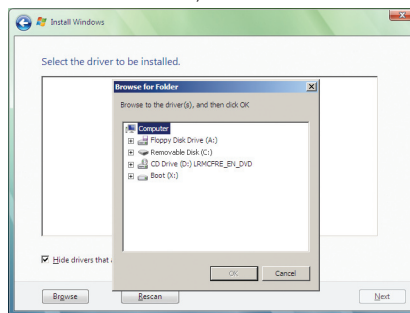 Install Windows
Select the driver to be installed.
Browse for Folder
Browse to the driver(s), and then click OK
Computer
Floppy Disk Drive (A:)
Removable Disk (C:)
CD Drive (D:) LRMCFRE_EN_DVD
Boot (X:)
Hide drivers that
OK
Cancel
Browse
Rescan
Next